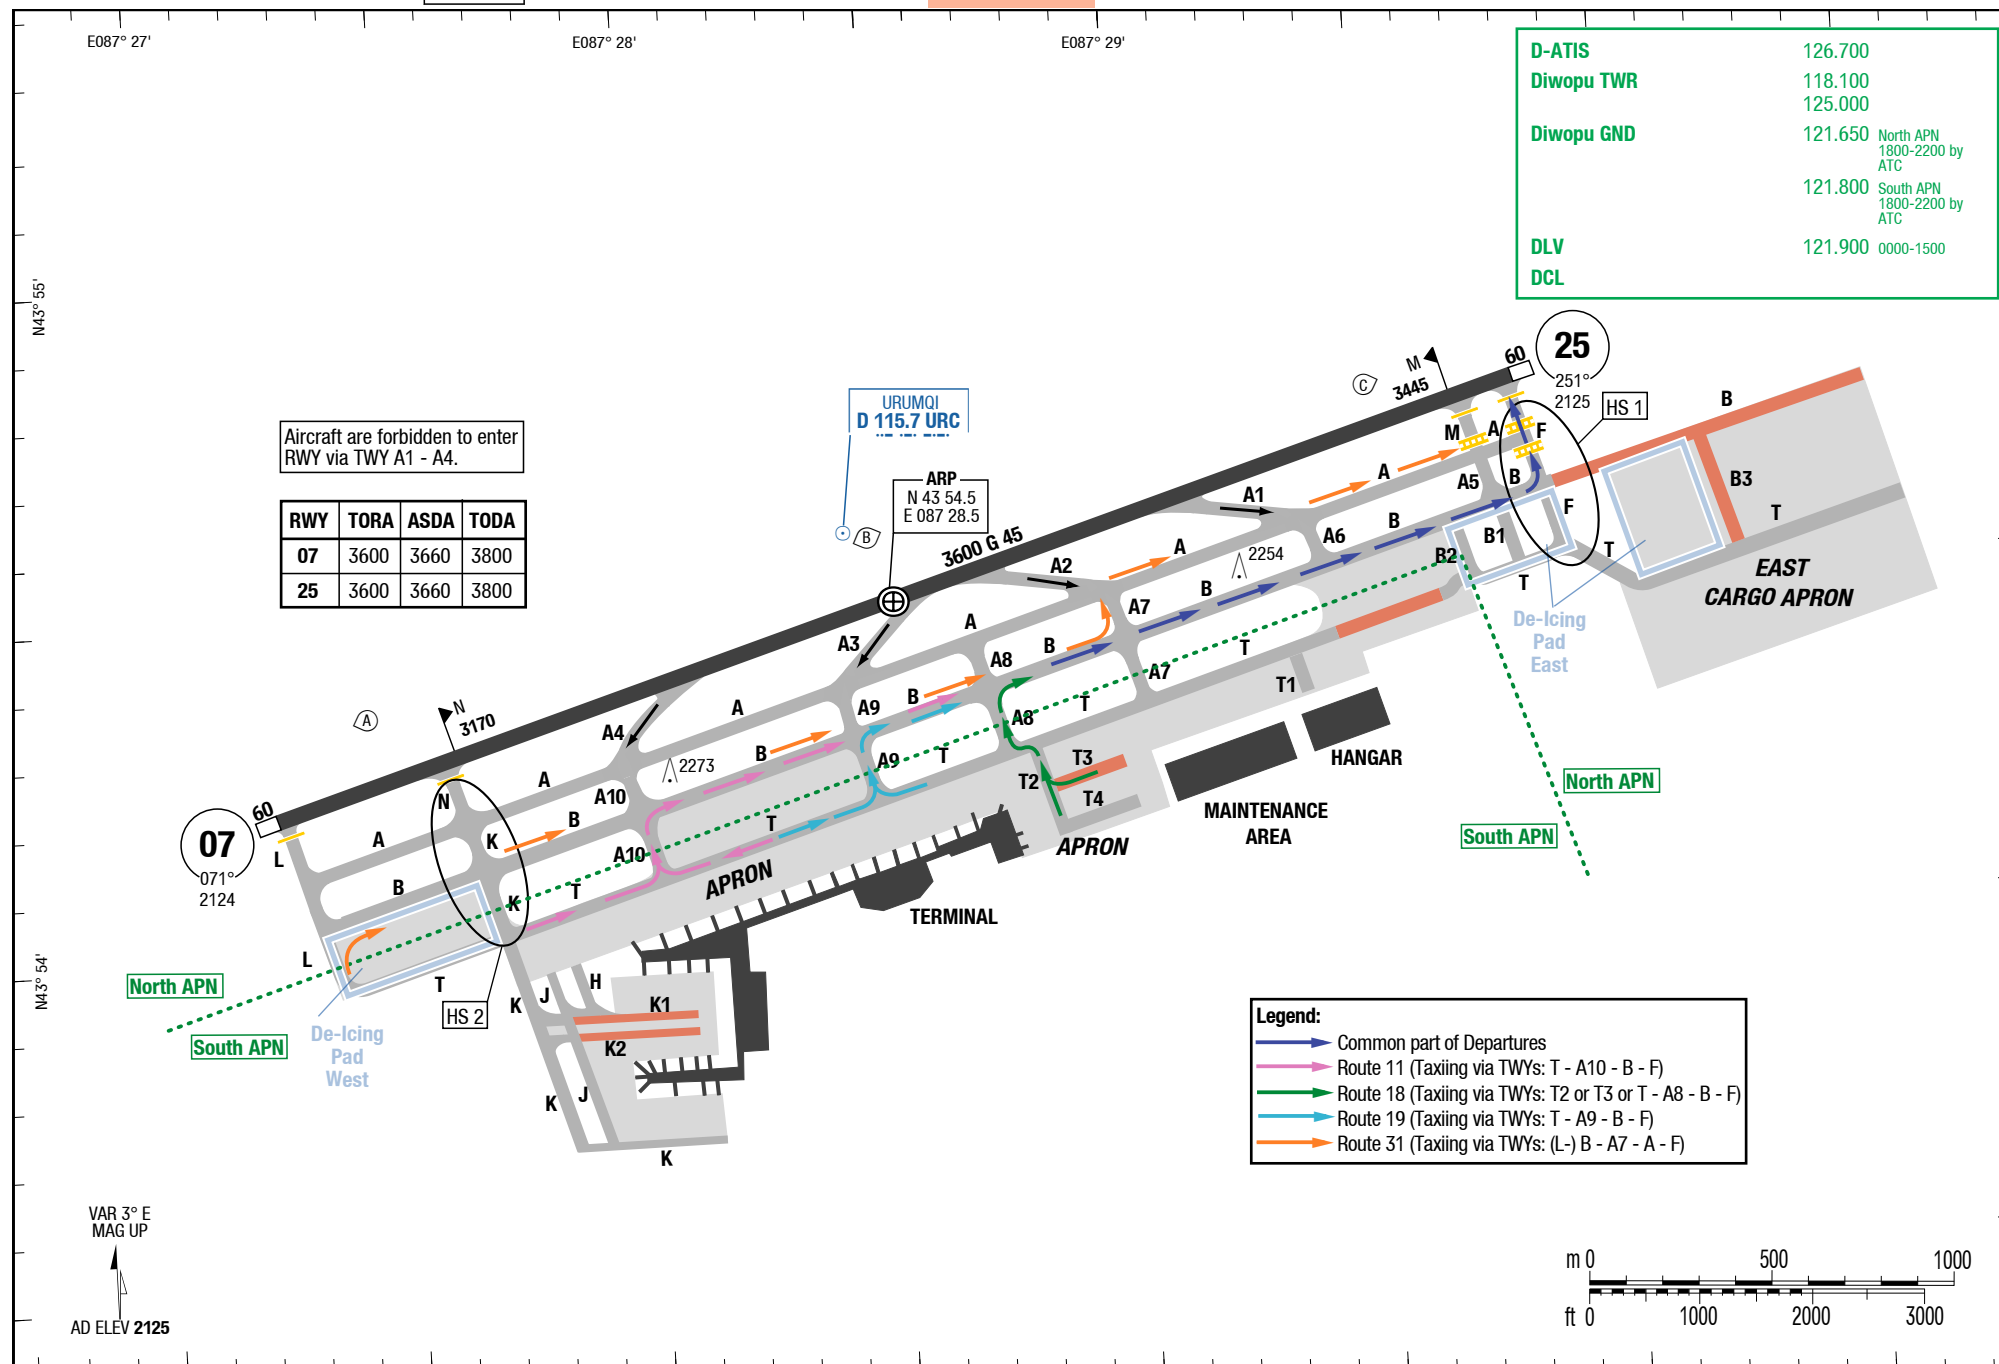 E087° 27'
E087° 28'
E087° 29'
D-ATIS 126.700
Diwopu TWR 118.100
125.000
Diwopu GND 121.650 North APN
1800-2200 by
ATC
121.800 South APN
1800-2200 by
ATC
DLV 121.900 0000-1500
DCL
N43° 55'
N43° 54'
Aircraft are forbidden to enter
RWY via TWY A1 - A4.
RWY TORA ASDA TODA
07 3600 3660 3800
25 3600 3660 3800
URUMQI
D 115.7 URC
ARP
N 43 54.5
E 087 28.5
A
B
C
3600 G 45
M
3445
60
25
251°
2125
HS 1
N
3170
60
07
071°
2124
HS 2
A1
A2
A3
A4
A
A
A
A
A
A
A
A
M
F
B
A5
A6
B
B1
B2
F
T
T
B
B3
T
EAST
CARGO APRON
De-Icing
Pad
East
2254
B
A7
A7
T
T1
B
A8
A8
T
T2
T3
T4
B
A9
A9
T
B
2273
A10
A10
B
T
T
N
K
K
L
L
B
T
De-Icing
Pad
West
North APN
South APN
North APN
South APN
APRON
APRON
TERMINAL
MAINTENANCE
AREA
HANGAR
K
J
H
K1
K2
K
J
K
Legend:
Common part of Departures
Route 11 (Taxiing via TWYs: T - A10 - B - F)
Route 18 (Taxiing via TWYs: T2 or T3 or T - A8 - B - F)
Route 19 (Taxiing via TWYs: T - A9 - B - F)
Route 31 (Taxiing via TWYs: (L-) B - A7 - A - F)
VAR 3° E
MAG UP
AD ELEV 2125
m 0 500 1000
ft 0 1000 2000 3000